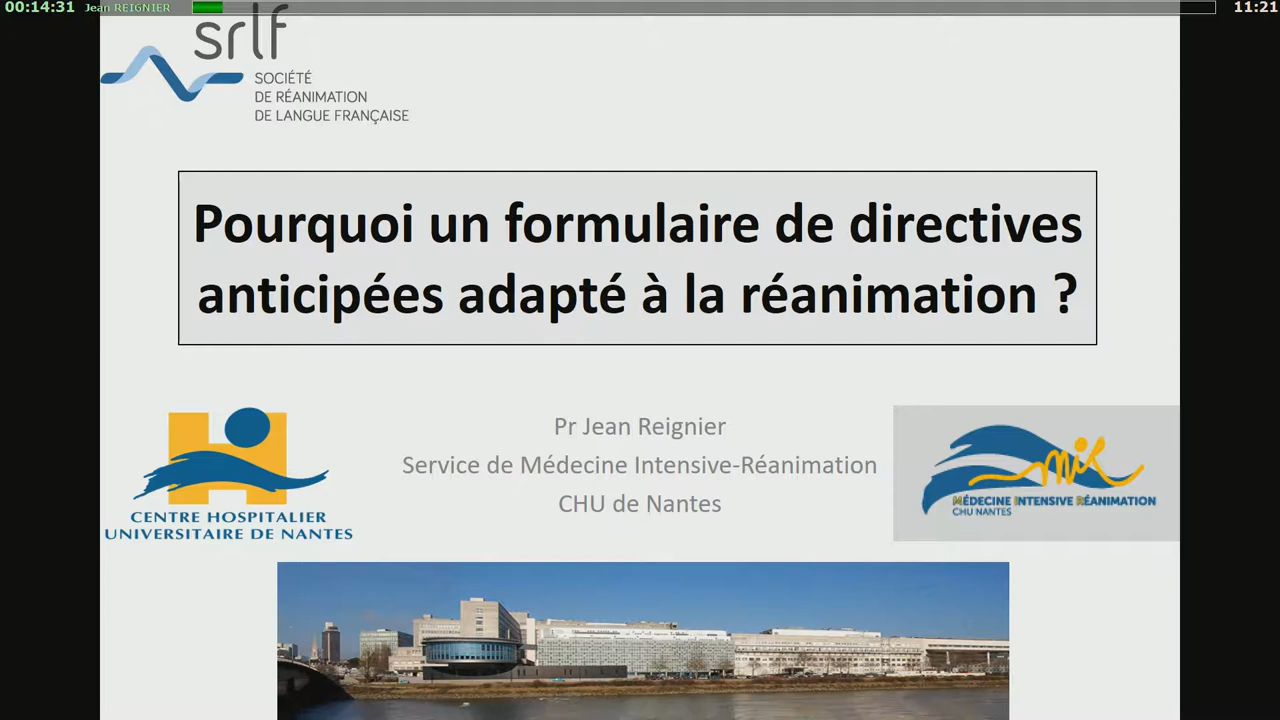 00:14:31 Jean REIGNIER 11:21
srlf
SOCIÉTÉ
DE RÉANIMATION
DE LANGUE FRANÇAISE
Pourquoi un formulaire de directives
anticipées adapté à la réanimation ?
Pr Jean Reignier
Service de Médecine Intensive-Réanimation
CHU de Nantes
CENTRE HOSPITALIER
UNIVERSITAIRE DE NANTES
mir
MÉDECINE INTENSIVE RÉANIMATION
CHU NANTES